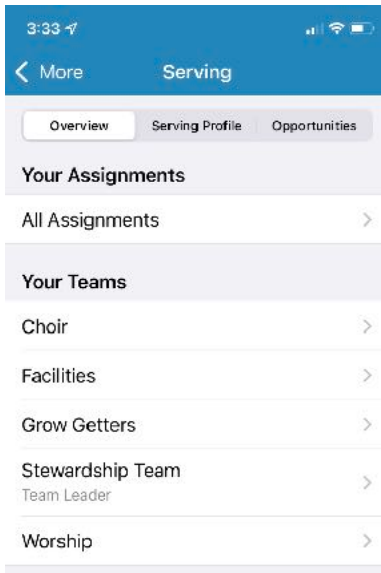 3:33
More Serving
Overview Serving Profile Opportunities
Your Assignments
All Assignments
Your Teams
Choir
Facilities
Grow Getters
Stewardship Team
Team Leader
Worship